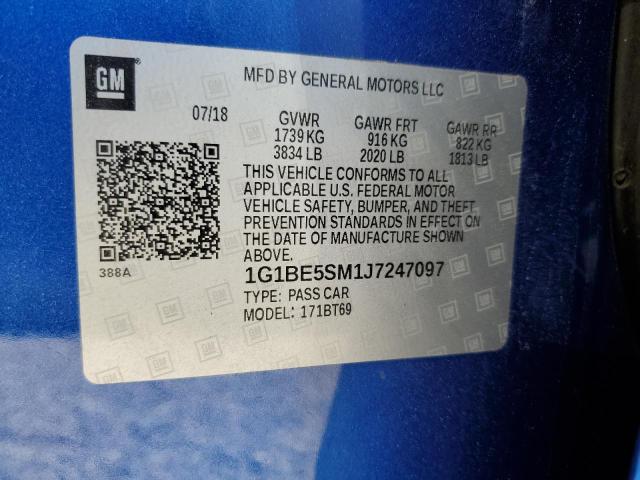 GM
MFD BY GENERAL MOTORS LLC
07/18 GVWR GAWR FRT GAWR RR
1739 KG 916 KG 822 KG
3834 LB 2020 LB 1813 LB
THIS VEHICLE CONFORMS TO ALL
APPLICABLE U.S. FEDERAL MOTOR
VEHICLE SAFETY, BUMPER, AND THEFT
PREVENTION STANDARDS IN EFFECT ON
THE DATE OF MANUFACTURE SHOWN
ABOVE.
388A
1G1BE5SM1J7247097
TYPE: PASS CAR
MODEL: 171BT69